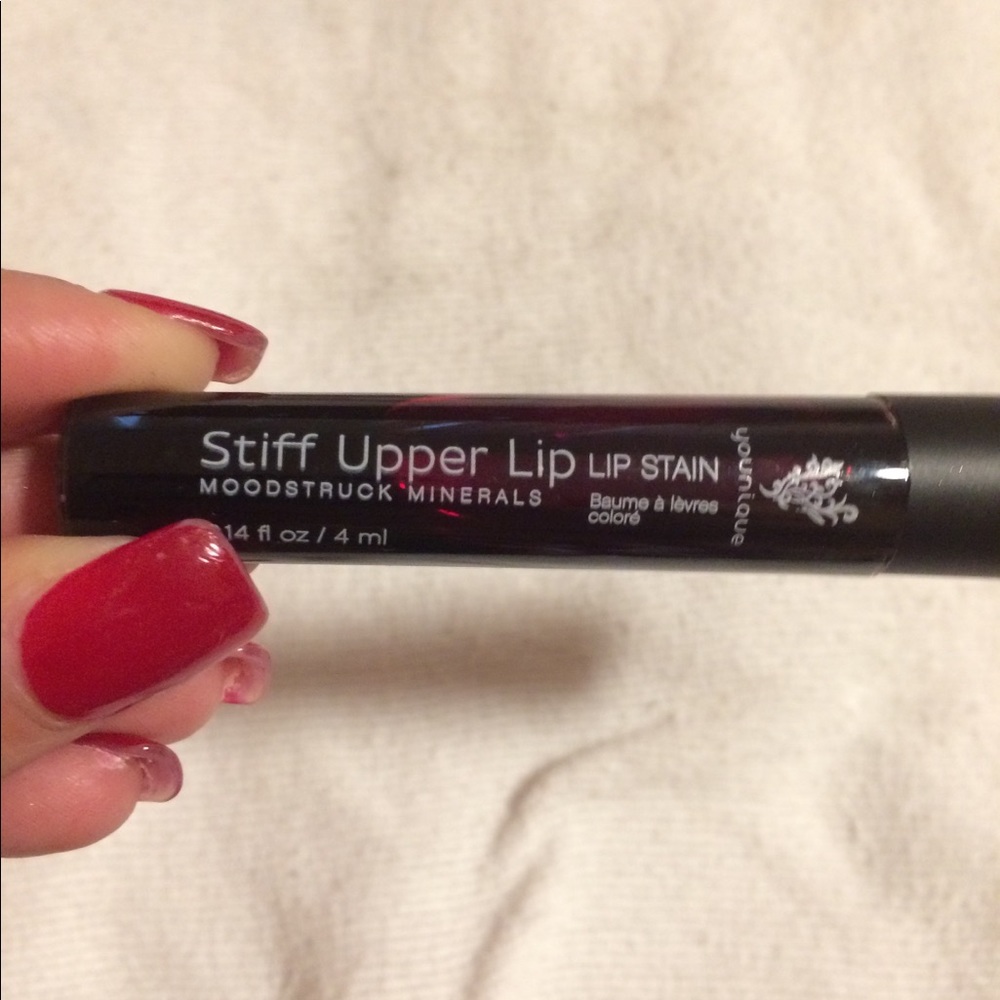 Stiff Upper Lip LIP STAIN
MOODSTRUCK MINERALS
Baume à lèvres
coloré
14 fl oz / 4 ml
younique